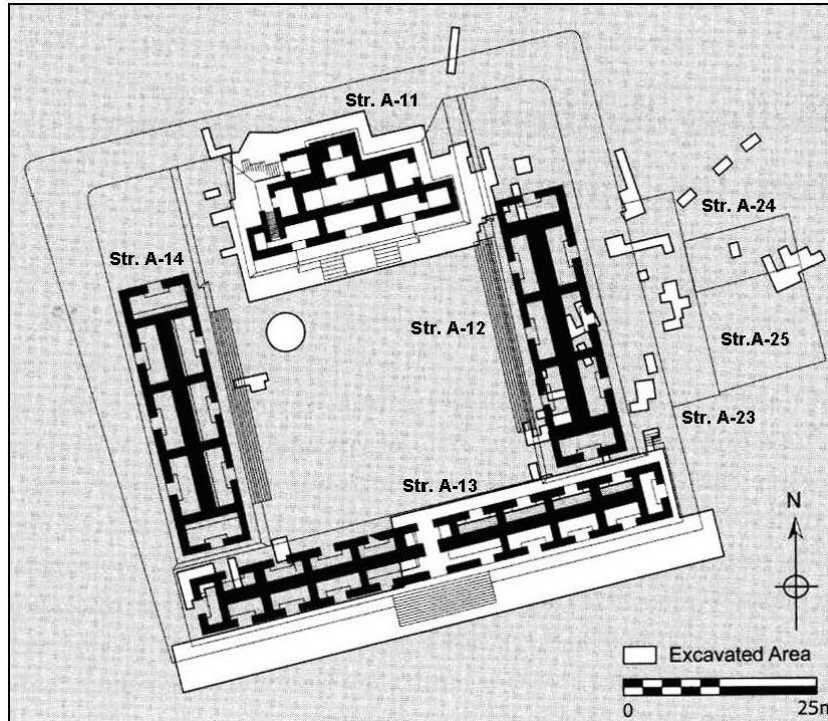 Str. A-11
Str. A-24
Str. A-14
Str. A-12
Str.A-25
Str. A-23
Str. A-13
N
Excavated Area
0 25m